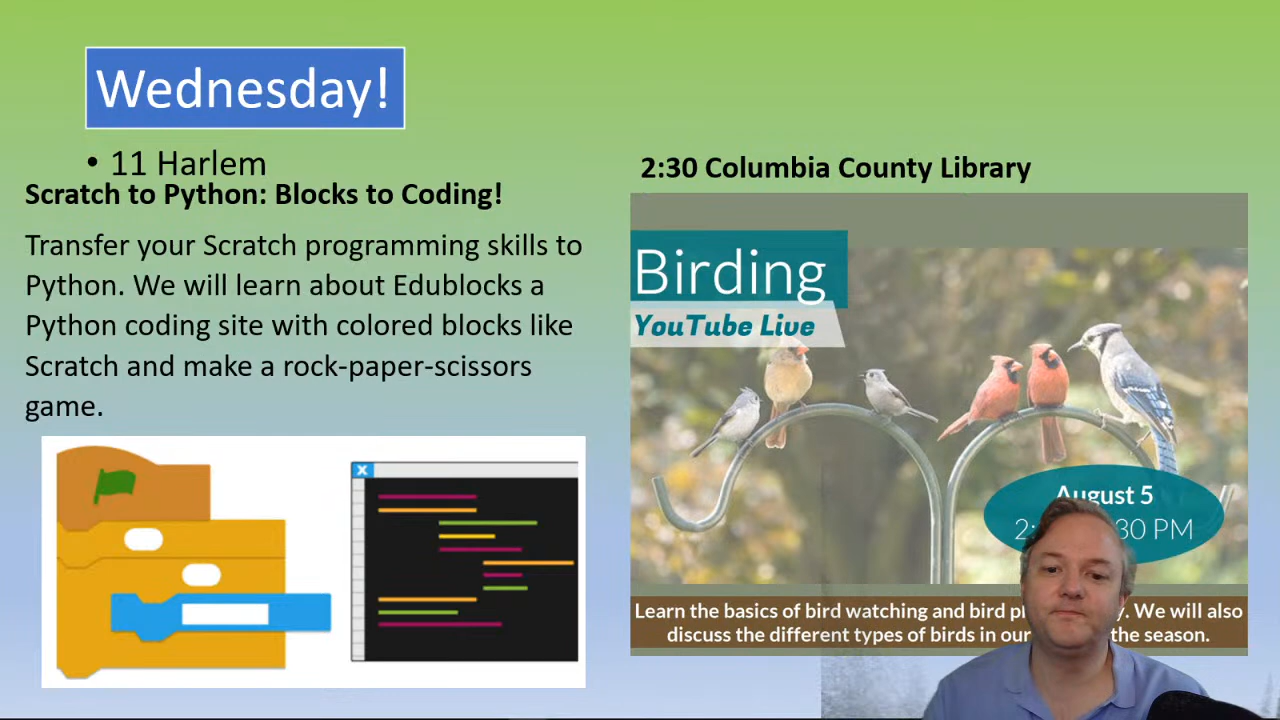 Wednesday!
• 11 Harlem
Scratch to Python: Blocks to Coding!
Transfer your Scratch programming skills to
Python. We will learn about Edublocks a
Python coding site with colored blocks like
Scratch and make a rock-paper-scissors
game.
2:30 Columbia County Library
Birding
YouTube Live
August 5
30 PM
Learn the basics of bird watching and bird We will also
discuss the different types of birds in our the season.